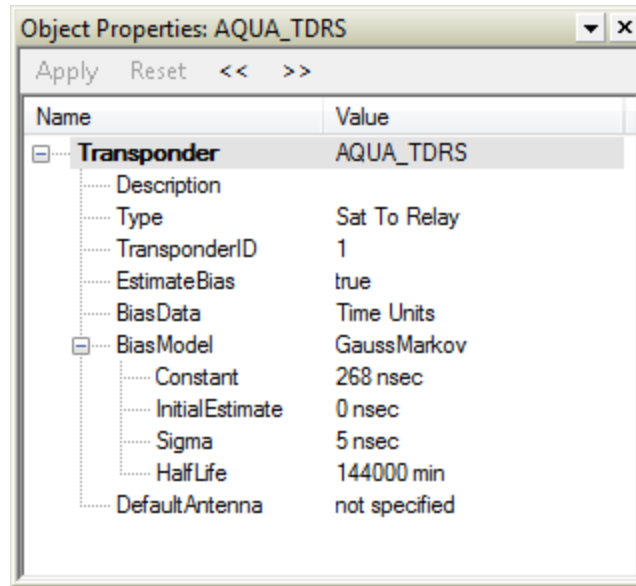 Object Properties: AQUA_TDRS
Apply Reset << >>
Name Value
Transponder AQUA_TDRS
Description
Type Sat To Relay
TransponderID 1
EstimateBias true
BiasData Time Units
BiasModel GaussMarkov
Constant 268 nsec
InitialEstimate 0 nsec
Sigma 5 nsec
HalfLife 144000 min
DefaultAntenna not specified